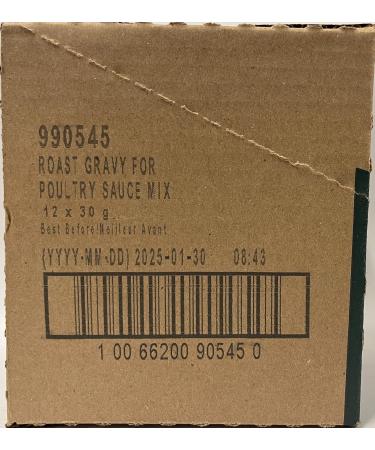 990545
ROAST GRAVY FOR
POULTRY SAUCE MIX
12 x 30 g
Best Before/Meilleur Avant
(YYYY-MM-DD) 2025-01-30 08:43
1 00 66200 90545 0